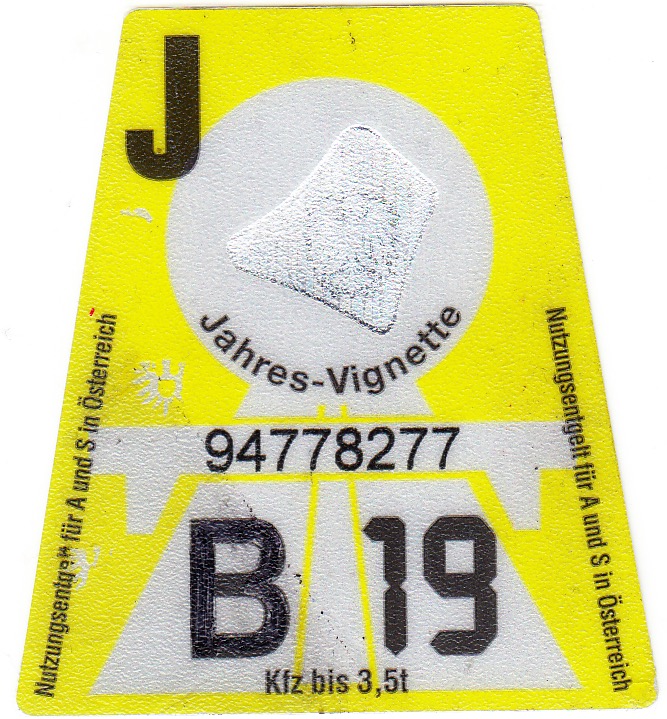 J
Jahres-Vignette
94778277
B 19
Kfz bis 3,5t
Nutzungsentgelt für A und S in Österreich
Nutzungsentgelt für A und S in Österreich